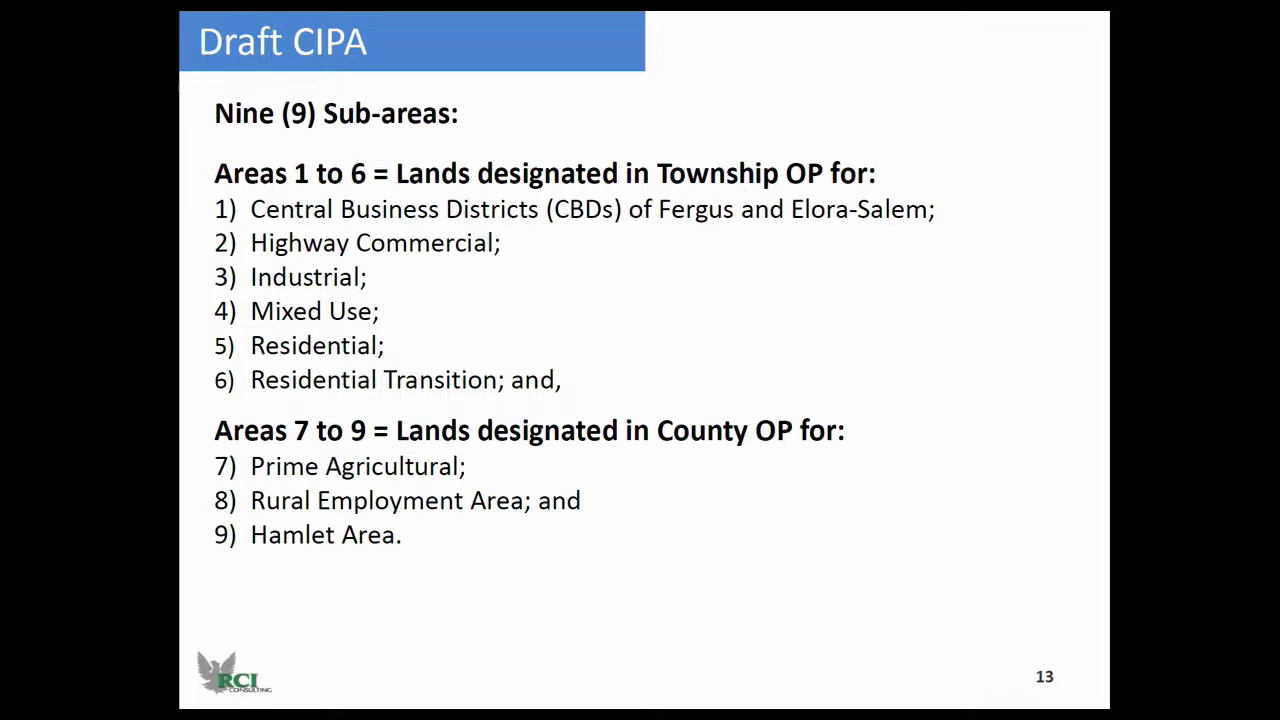 Draft CIPA
Nine (9) Sub-areas:
Areas 1 to 6 = Lands designated in Township OP for:
1) Central Business Districts (CBDs) of Fergus and Elora-Salem;
2) Highway Commercial;
3) Industrial;
4) Mixed Use;
5) Residential;
6) Residential Transition; and,
Areas 7 to 9 = Lands designated in County OP for:
7) Prime Agricultural;
8) Rural Employment Area; and
9) Hamlet Area.
RCI
CONSULTING
13